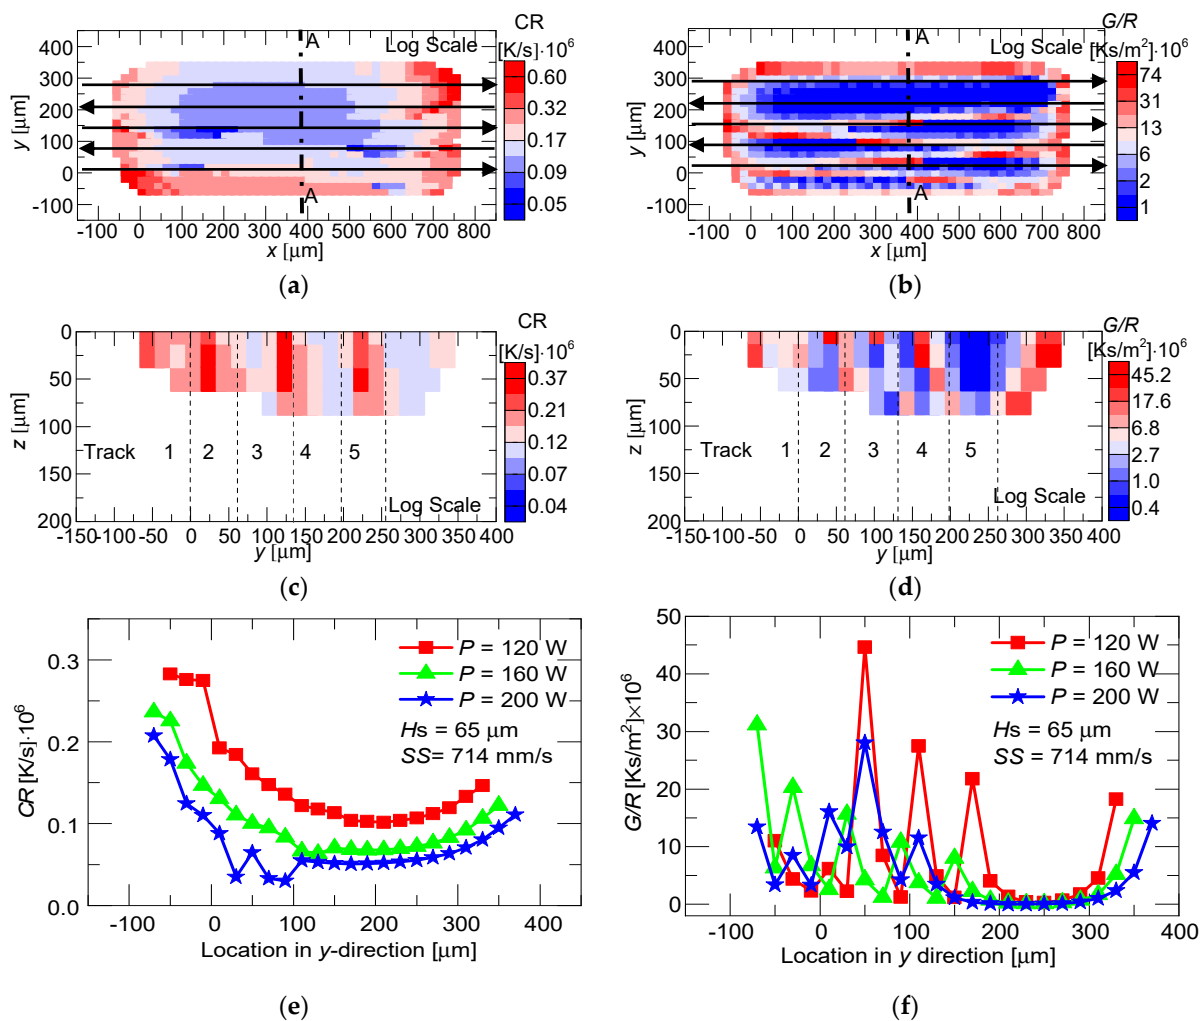 CR
[K/s]·10⁶
A
Log Scale
400
300
200
100
0
-100
y [μm]
0.60
0.32
0.17
0.09
0.05
A
-100 0 100 200 300 400 500 600 700 800
x [μm]
(a)
G/R
[Ks/m²]·10⁶
A
Log Scale
400
300
200
100
0
-100
y [μm]
74
31
13
6
2
1
A
-100 0 100 200 300 400 500 600 700 800
x [μm]
(b)
CR
[K/s]·10⁶
0
50
100
150
200
z [μm]
0.37
0.21
0.12
0.07
0.04
Track 1 2 3 4 5
Log Scale
-150 -100 -50 0 50 100 150 200 250 300 350 400
y [μm]
(c)
G/R
[Ks/m²]·10⁶
0
50
100
150
200
z [μm]
45.2
17.6
6.8
2.7
1.0
0.4
Track 1 2 3 4 5
Log Scale
-150 -100 -50 0 50 100 150 200 250 300 350 400
y [μm]
(d)
0.3
0.2
0.1
0.0
CR [K/s]·10⁶
P = 120 W
P = 160 W
P = 200 W
Hs = 65 μm
SS= 714 mm/s
-100 0 100 200 300 400
Location in y-direction [μm]
(e)
50
40
30
20
10
0
G/R [Ks/m²]×10⁶
P = 120 W
P = 160 W
P = 200 W
Hs = 65 μm
SS = 714 mm/s
-100 0 100 200 300 400
Location in y direction [μm]
(f)